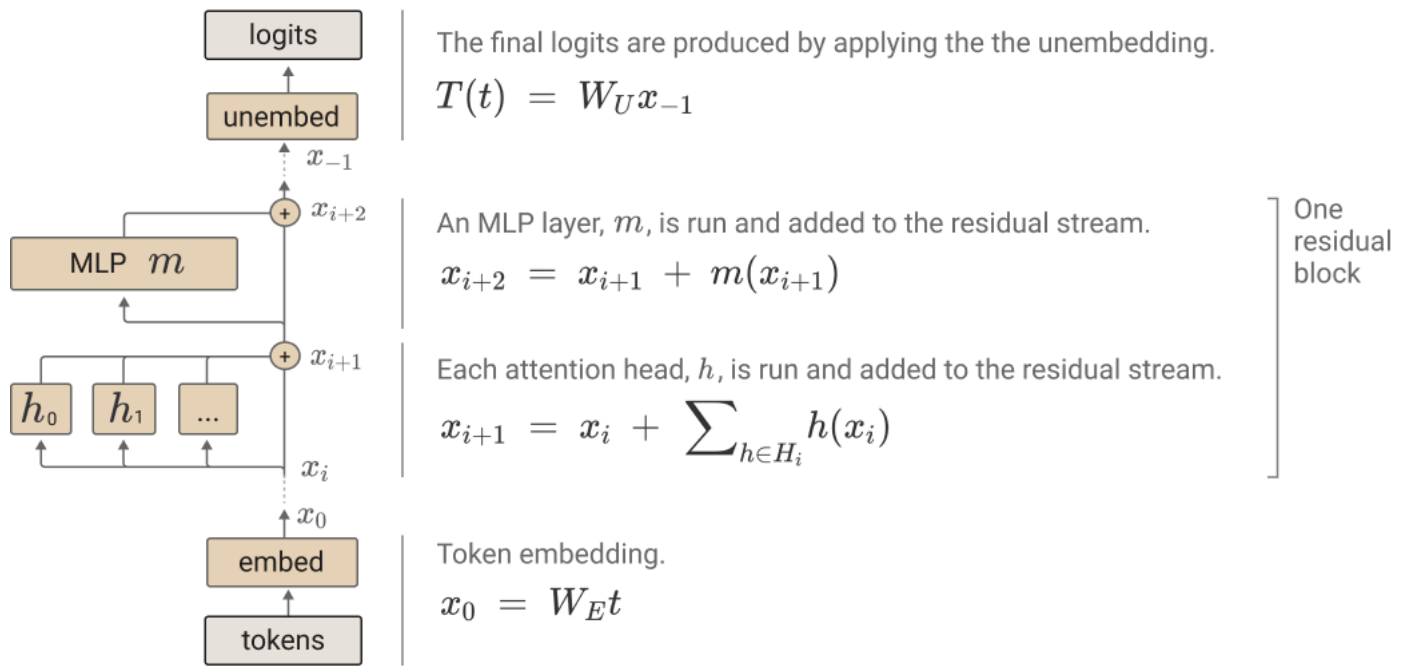 logits
The final logits are produced by applying the the unembedding.
T(t) = W_U x_{−1}
unembed
x_{−1}
+
x_{i+2}
An MLP layer, m, is run and added to the residual stream.
One
residual
block
MLP m
x_{i+2} = x_{i+1} + m(x_{i+1})
+
x_{i+1}
Each attention head, h, is run and added to the residual stream.
h₀
h₁
...
x_{i+1} = x_i + ∑_{h∈H_i} h(x_i)
x_i
x_0
embed
Token embedding.
x_0 = W_E t
tokens